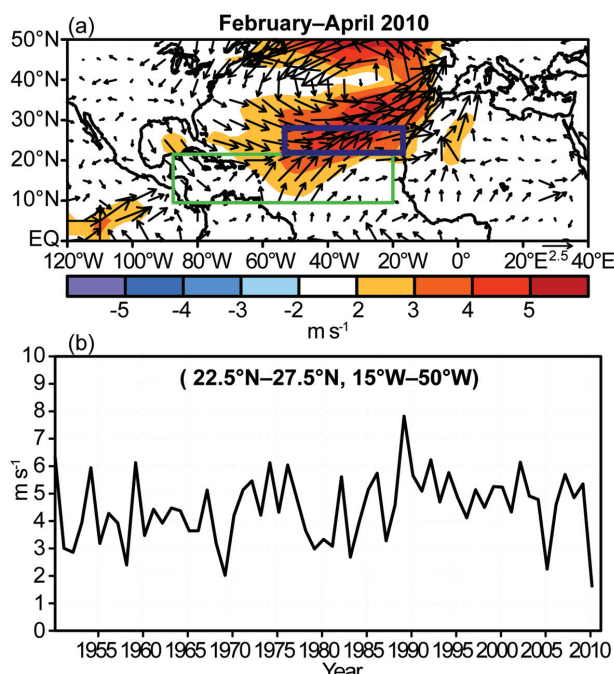 February–April 2010
(a)
50°N
40°N
30°N
20°N
10°N
EQ
120°W 100°W 80°W 60°W 40°W 20°W 0° 20°E 2.5 40°E
-5 -4 -3 -2 2 3 4 5
m s-1
(b)
( 22.5°N–27.5°N, 15°W–50°W)
10
9
8
7
6
5
4
3
2
1
0
m s-1
1955 1960 1965 1970 1975 1980 1985 1990 1995 2000 2005 2010
Year